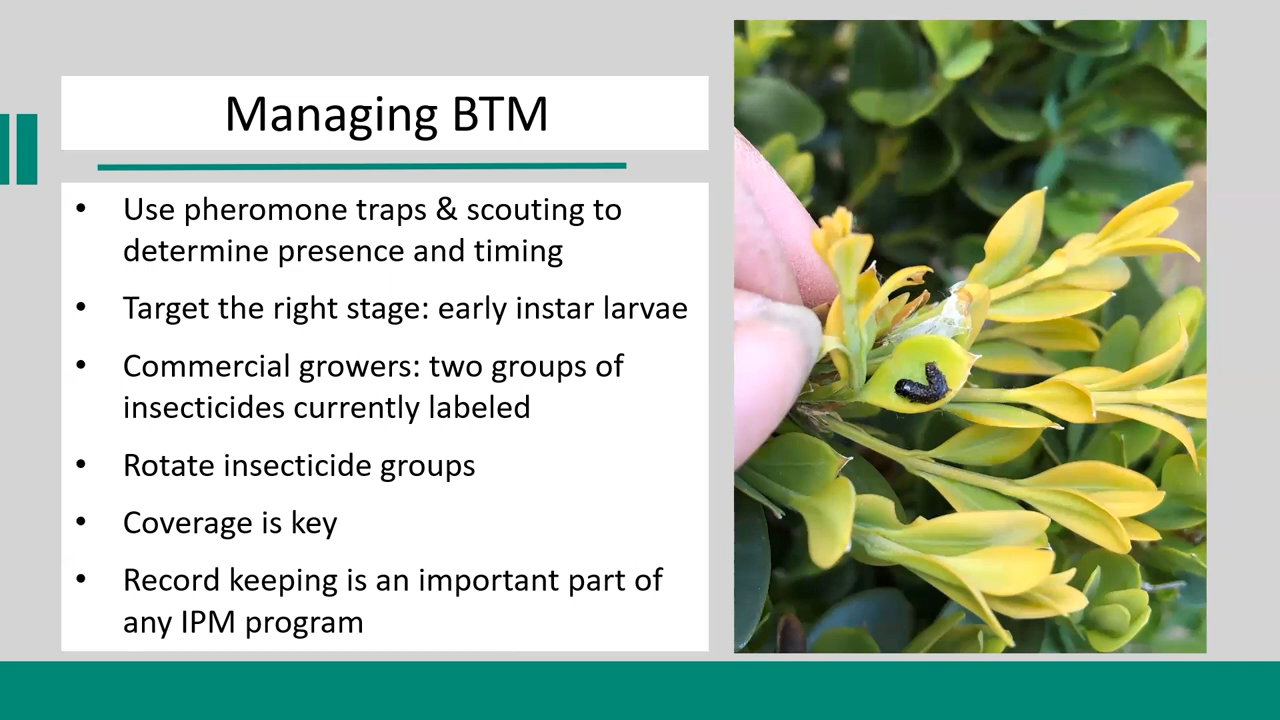 Managing BTM
• Use pheromone traps & scouting to
determine presence and timing
• Target the right stage: early instar larvae
• Commercial growers: two groups of
insecticides currently labeled
• Rotate insecticide groups
• Coverage is key
• Record keeping is an important part of
any IPM program